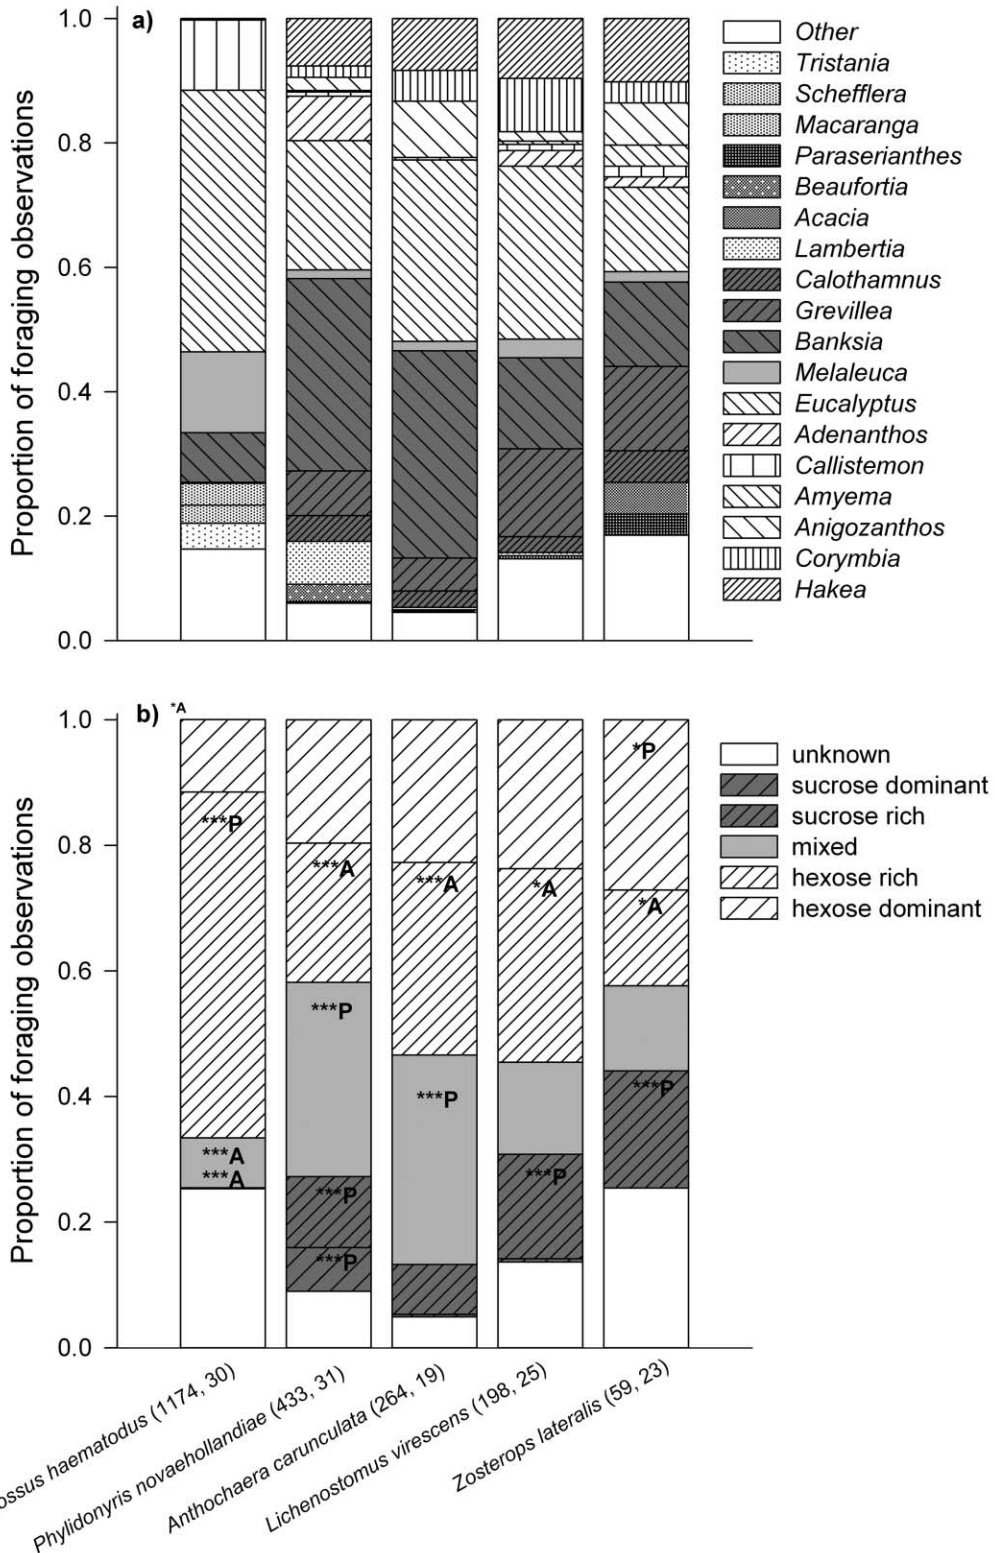 a)
1.0
0.8
0.6
0.4
0.2
0.0
Proportion of foraging observations
Other
Tristania
Schefflera
Macaranga
Paraserianthes
Beaufortia
Acacia
Lambertia
Calothamnus
Grevillea
Banksia
Melaleuca
Eucalyptus
Adenanthos
Callistemon
Amyema
Anigozanthos
Corymbia
Hakea
b)
*A
1.0
0.8
0.6
0.4
0.2
0.0
Proportion of foraging observations
***P
***A
***A
***A
***P
***P
***P
***A
***P
*A
***P
*P
*A
***P
unknown
sucrose dominant
sucrose rich
mixed
hexose rich
hexose dominant
haematodus (1174, 30)
Phylidonyris novaehollandiae (433, 31)
Anthochaera carunculata (264, 19)
Lichenostomus virescens (198, 25)
Zosterops lateralis (59, 23)